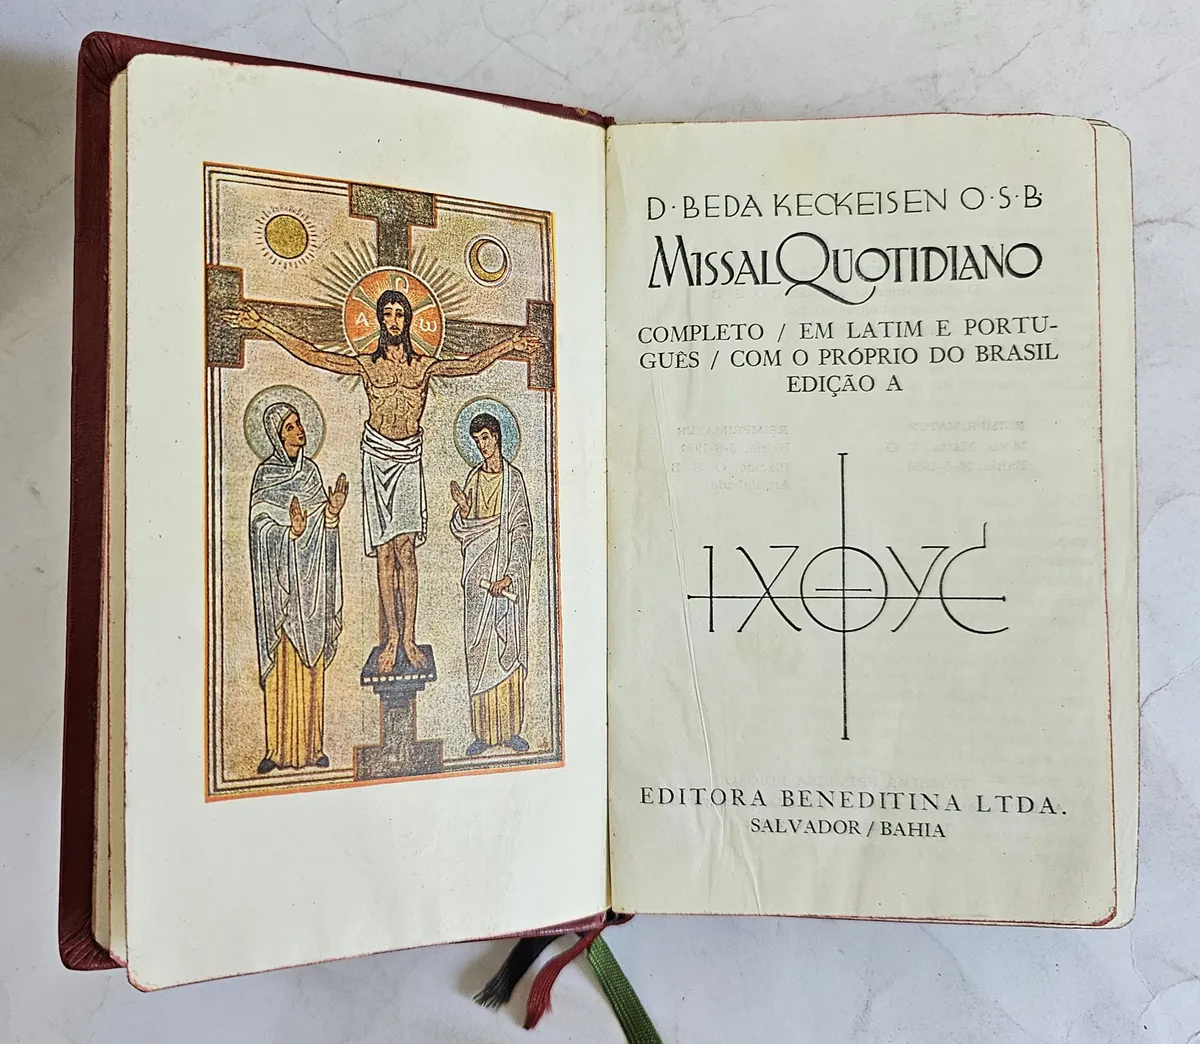 Α ω
D·BEDA KECKEISEN O·S·B·
MISSAL QUOTIDIANO
COMPLETO / EM LATIM E PORTU-
GUÊS / COM O PRÓPRIO DO BRASIL
EDIÇÃO A
ΙΧΘΥC
EDITORA BENEDITINA LTDA.
SALVADOR / BAHIA